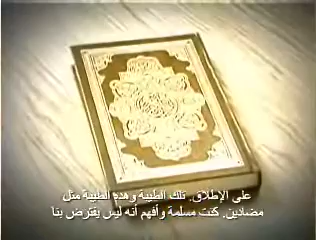 على الإطلاق. تلك الطيبة وهذه الطيبة مثل
مضادين. كنت مسلمة وأفهم أنه ليس يفترض بنا